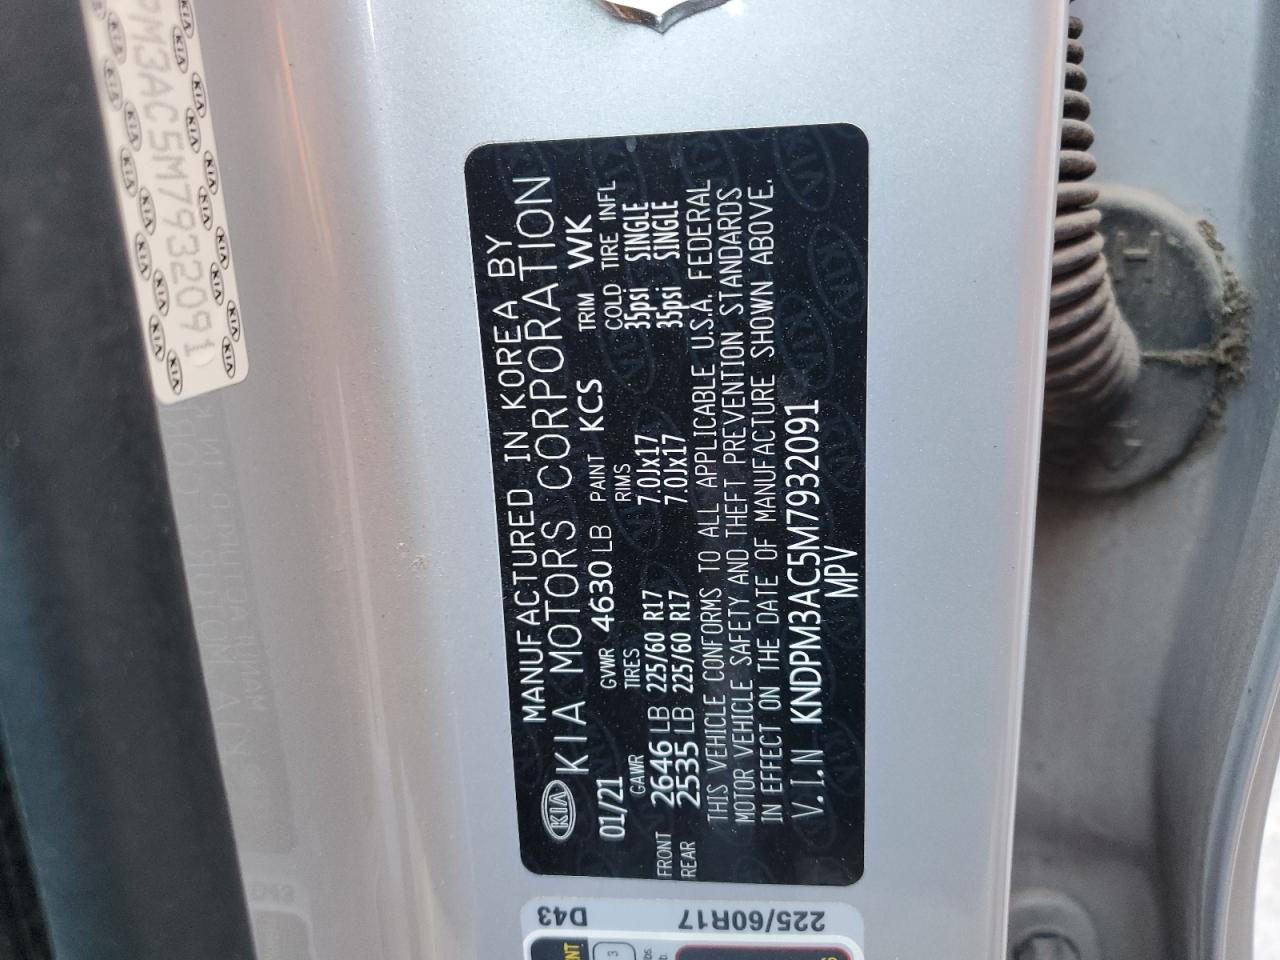 MANUFACTURED IN KOREA BY
KIA KIA MOTORS CORPORATION
01/21 GVWR 4630 LB PAINT KCS TRIM WK
GAWR TIRES RIMS COLD TIRE INFL
FRONT 2646 LB 225/60 R17 7.0Jx17 35psi SINGLE
REAR 2535 LB 225/60 R17 7.0Jx17 35psi SINGLE
THIS VEHICLE CONFORMS TO ALL APPLICABLE U.S.A. FEDERAL
MOTOR VEHICLE SAFETY AND THEFT PREVENTION STANDARDS
IN EFFECT ON THE DATE OF MANUFACTURE SHOWN ABOVE.
V.I.N KNDPM3AC5M7932091
MPV
225/60R17 D43
PM3AC5M793209
KIA
H